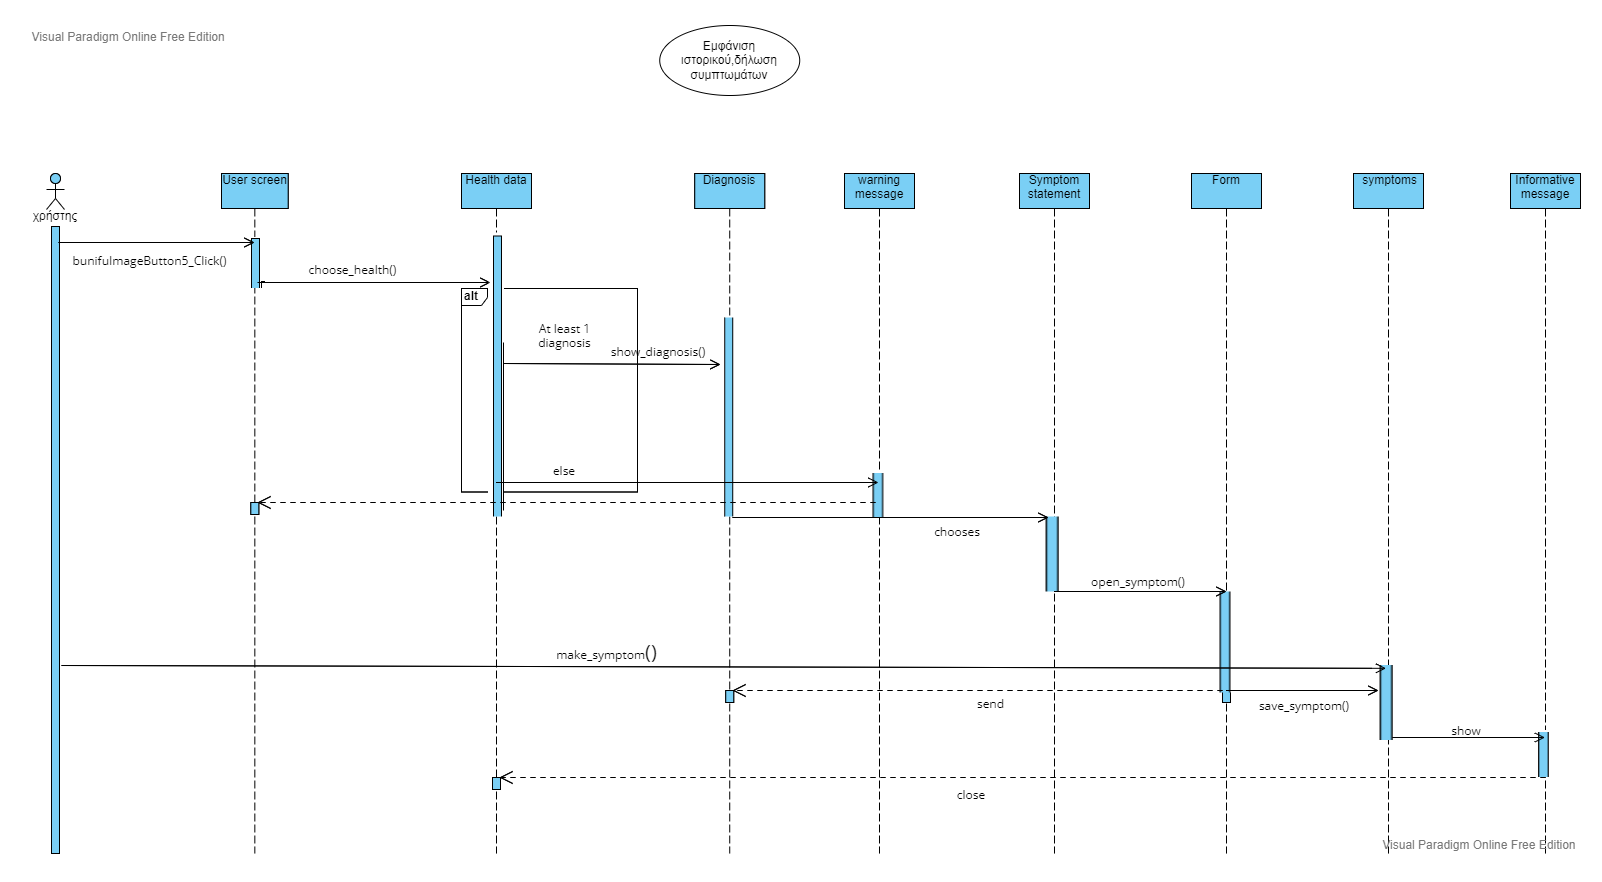 Visual Paradigm Online Free Edition
Εμφάνιση
ιστορικού,δήλωση
συμπτωμάτων
χρήστης
User screen
Health data
Diagnosis
warning
message
Symptom
statement
Form
symptoms
Informative
message
bunifuImageButton5_Click()
choose_health()
alt
At least 1
diagnosis
show_diagnosis()
else
chooses
open_symptom()
make_symptom()
send
save_symptom()
show
close
Visual Paradigm Online Free Edition